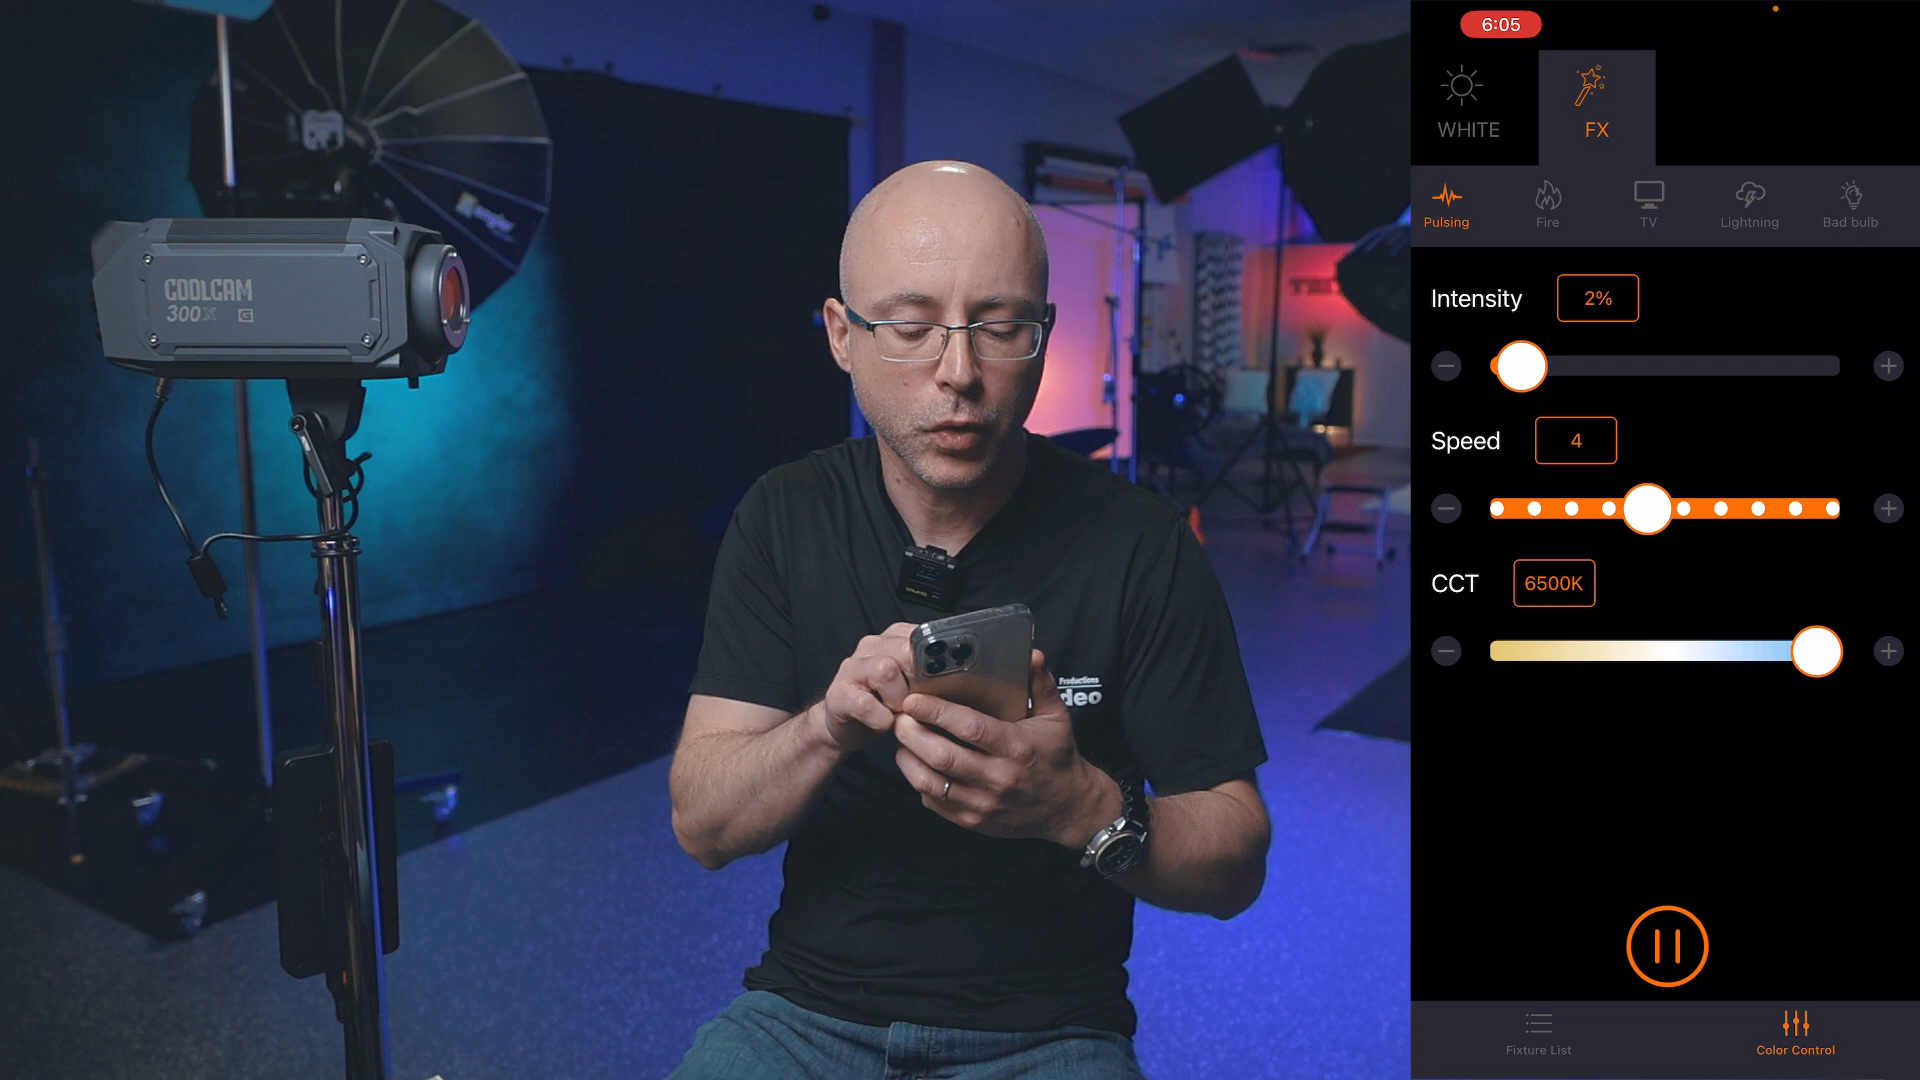 COOLCAM
300X G
Productions
deo
6:05
WHITE
FX
Pulsing
Fire
TV
Lightning
Bad bulb
Intensity
2%
Speed
4
CCT
6500K
Fixture List
Color Control